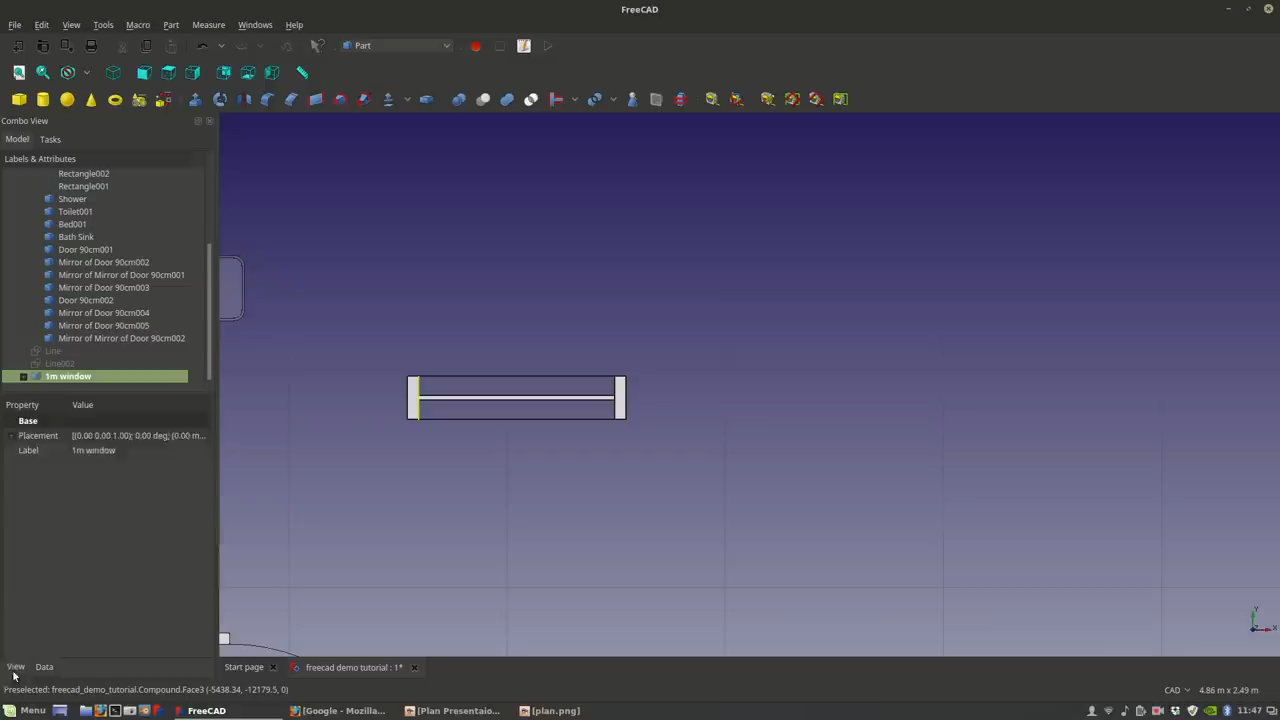 FreeCAD
File Edit View Tools Macro Part Measure Windows Help
Part
Combo View
Model Tasks
Labels & Attributes
Rectangle002
Rectangle001
Shower
Toilet001
Bed001
Bath Sink
Door 90cm001
Mirror of Door 90cm002
Mirror of Mirror of Door 90cm001
Mirror of Door 90cm003
Door 90cm002
Mirror of Door 90cm004
Mirror of Door 90cm005
Mirror of Mirror of Door 90cm002
Line
Line002
1m window
Property Value
Base
Placement [(0.00 0.00 1.00); 0.00 deg; (0.00 m...
Label 1m window
Y
Z X
View Data Start page freecad demo tutorial : 1*
Preselected: freecad_demo_tutorial.Compound.Face3 (-5438.34, -12179.5, 0) CAD 4.86 m x 2.49 m
Menu FreeCAD [Google - Mozilla... [Plan Presentaio... [plan.png] 11:47